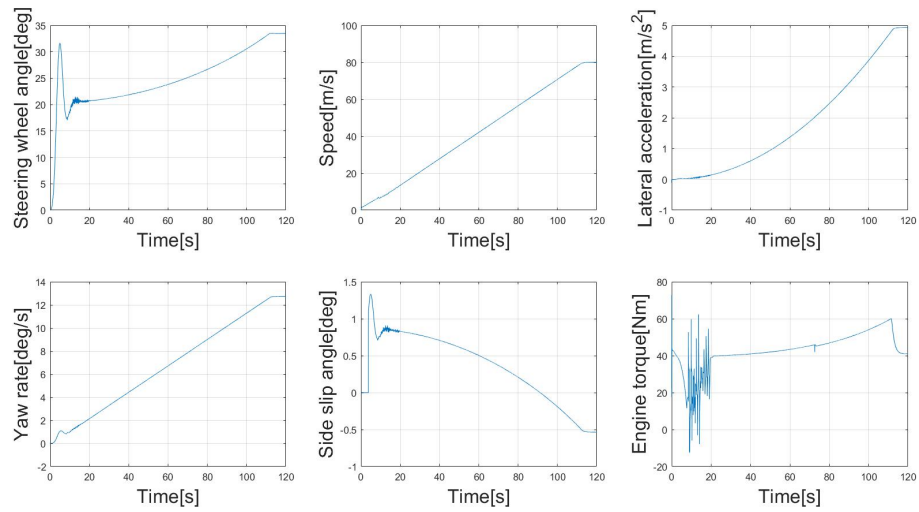 Steering wheel angle[deg]
35
30
25
20
15
10
5
0
0 20 40 60 80 100 120
Time[s]
Speed[m/s]
100
80
60
40
20
0
0 20 40 60 80 100 120
Time[s]
Lateral acceleration[m/s²]
5
4
3
2
1
0
-1
0 20 40 60 80 100 120
Time[s]
Yaw rate[deg/s]
14
12
10
8
6
4
2
0
-2
0 20 40 60 80 100 120
Time[s]
Side slip angle[deg]
1.5
1
0.5
0
-0.5
-1
0 20 40 60 80 100 120
Time[s]
Engine torque[Nm]
80
60
40
20
0
-20
0 20 40 60 80 100 120
Time[s]